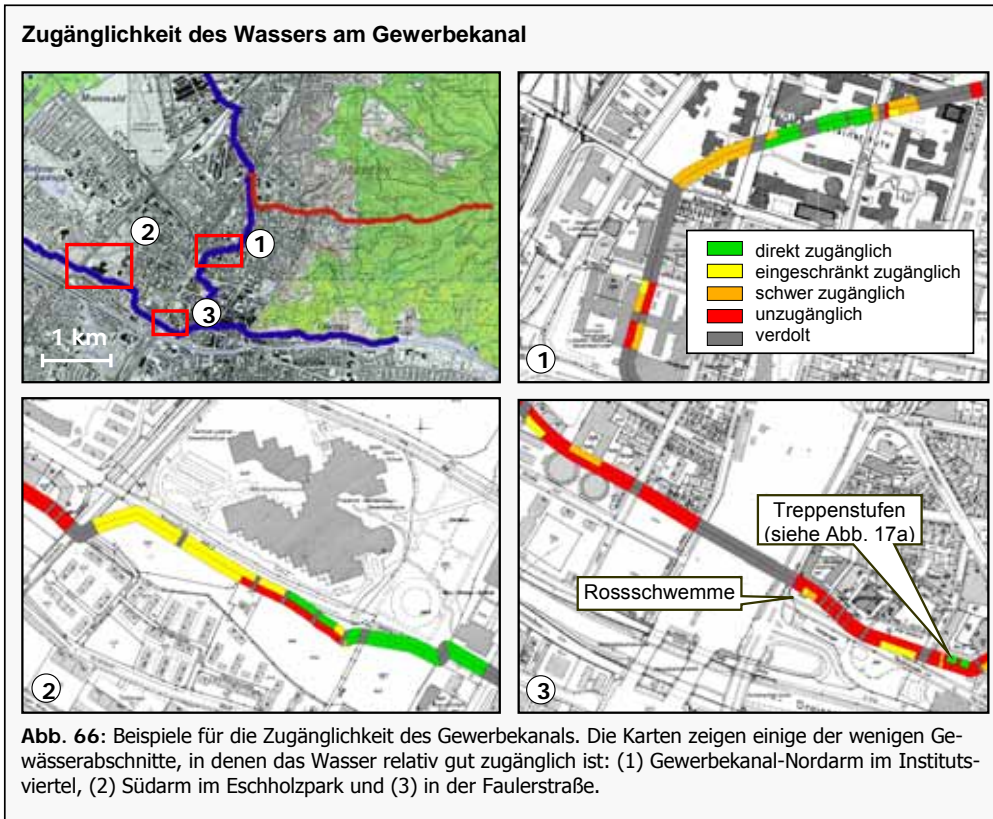 Zugänglichkeit des Wassers am Gewerbekanal
2
1
3
1 km
direkt zugänglich
eingeschränkt zugänglich
schwer zugänglich
unzugänglich
verdolt
1
2
Treppenstufen
(siehe Abb. 17a)
Rossschwemme
3
Abb. 66: Beispiele für die Zugänglichkeit des Gewerbekanals. Die Karten zeigen einige der wenigen Ge-
wässerabschnitte, in denen das Wasser relativ gut zugänglich ist: (1) Gewerbekanal-Nordarm im Instituts-
viertel, (2) Südarm im Eschholzpark und (3) in der Faulerstraße.